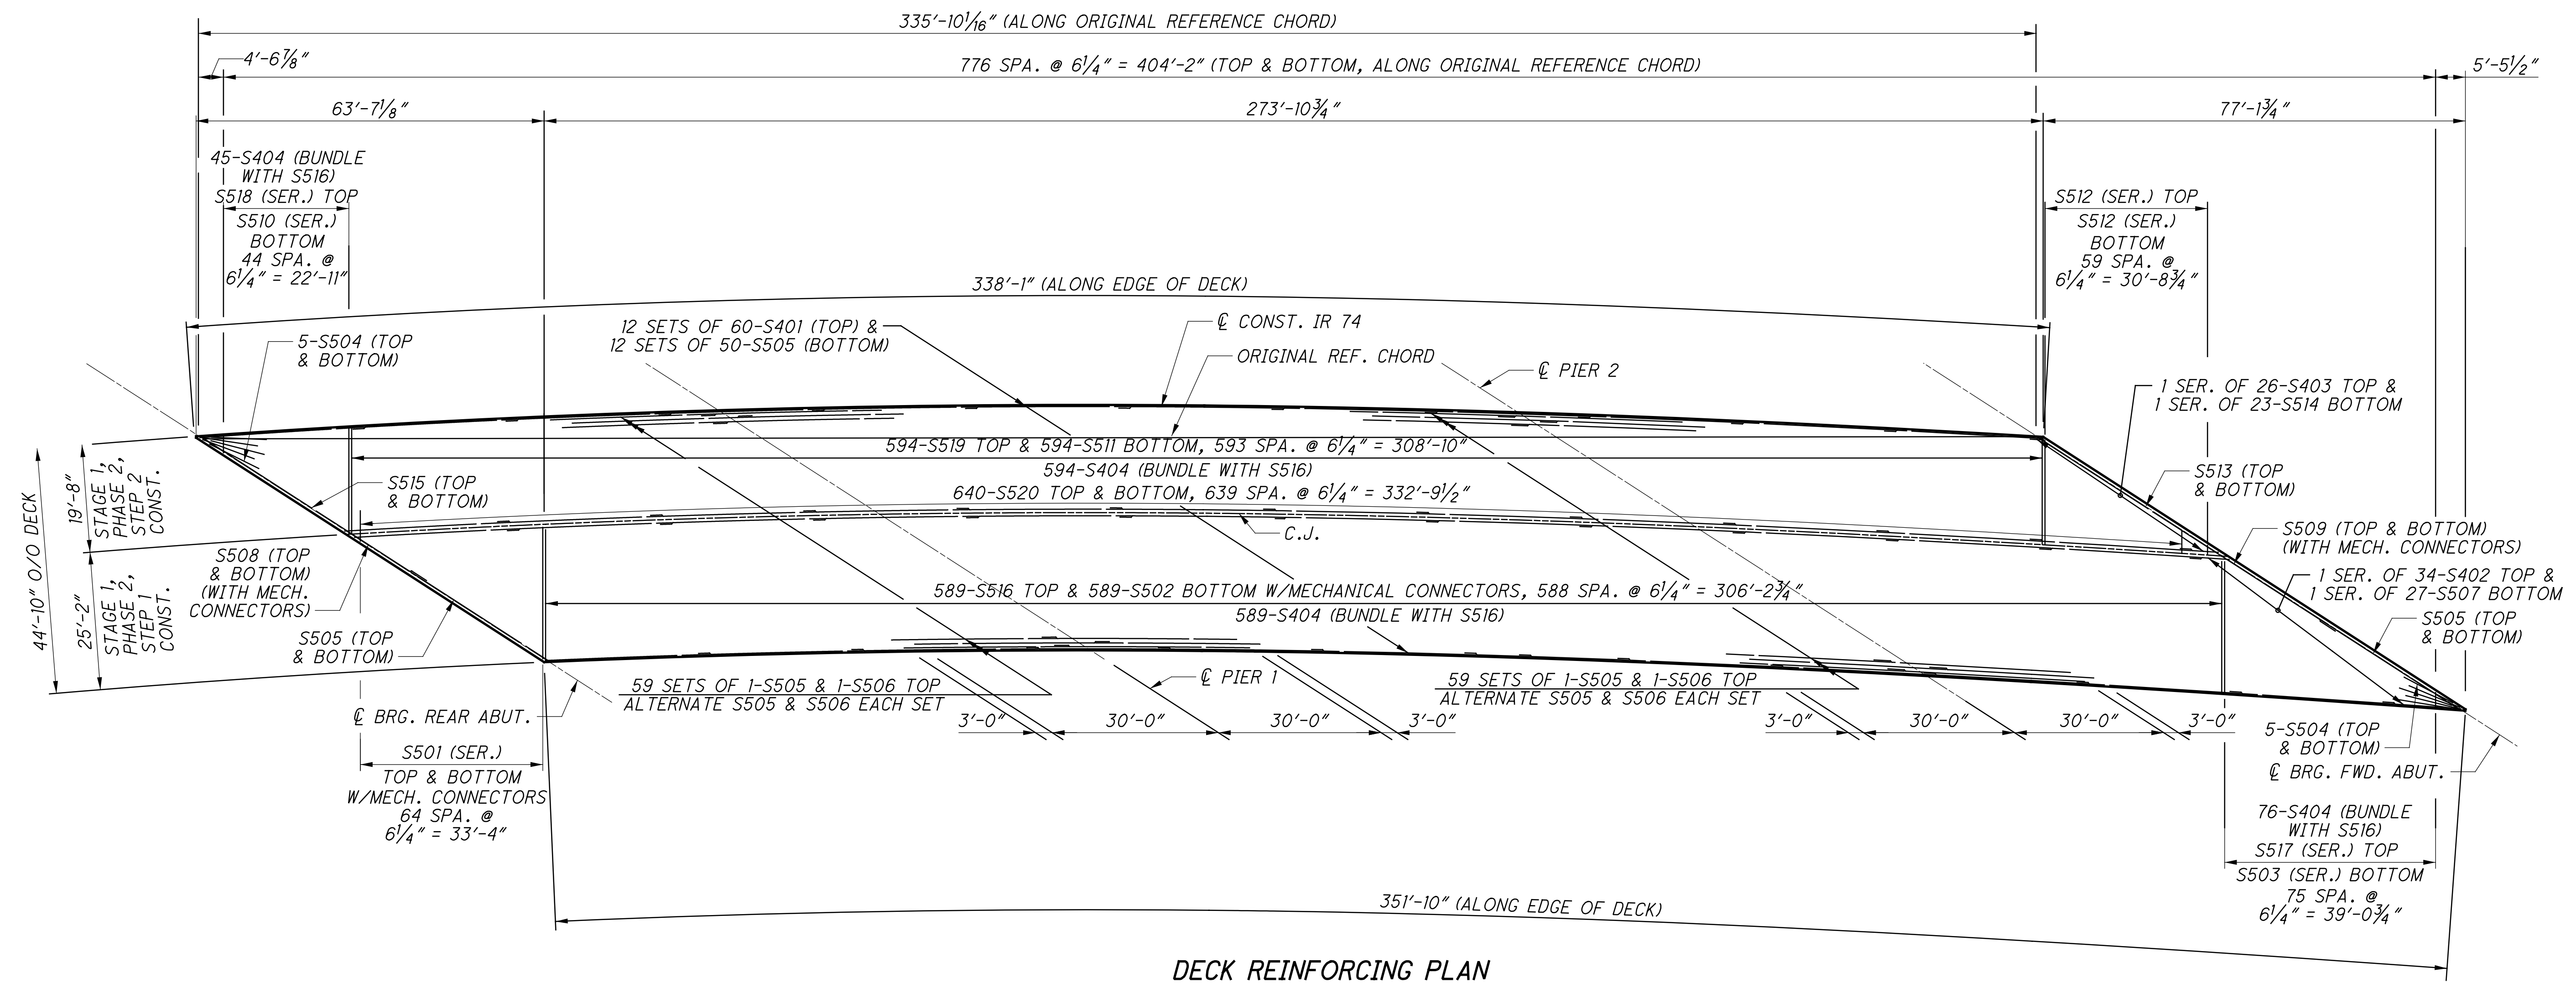 335'-10 1/16" (ALONG ORIGINAL REFERENCE CHORD)
4'-6 7/8"
776 SPA. @ 6 1/4" = 404'-2" (TOP & BOTTOM, ALONG ORIGINAL REFERENCE CHORD)
5'-5 1/2"
63'-7 1/8"
273'-10 3/4"
77'-1 3/4"
45-S404 (BUNDLE
WITH S516)
S518 (SER.) TOP
S510 (SER.)
BOTTOM
44 SPA. @
6 1/4" = 22'-11"
S512 (SER.) TOP
S512 (SER.)
BOTTOM
59 SPA. @
6 1/4" = 30'-8 3/4"
338'-1" (ALONG EDGE OF DECK)
5-S504 (TOP
& BOTTOM)
12 SETS OF 60-S401 (TOP) &
12 SETS OF 50-S505 (BOTTOM)
℄ CONST. IR 74
ORIGINAL REF. CHORD
℄ PIER 2
1 SER. OF 26-S403 TOP &
1 SER. OF 23-S514 BOTTOM
594-S519 TOP & 594-S511 BOTTOM, 593 SPA. @ 6 1/4" = 308'-10"
594-S404 (BUNDLE WITH S516)
640-S520 TOP & BOTTOM, 639 SPA. @ 6 1/4" = 332'-9 1/2"
C.J.
S515 (TOP
& BOTTOM)
S513 (TOP
& BOTTOM)
S509 (TOP & BOTTOM)
(WITH MECH. CONNECTORS)
44'-10" O/O DECK
19'-8"
STAGE 1,
PHASE 2,
STEP 2
CONST.
25'-2"
STAGE 1,
PHASE 2,
STEP 1
CONST.
S508 (TOP
& BOTTOM)
(WITH MECH.
CONNECTORS)
S505 (TOP
& BOTTOM)
589-S516 TOP & 589-S502 BOTTOM W/MECHANICAL CONNECTORS, 588 SPA. @ 6 1/4" = 306'-2 3/4"
589-S404 (BUNDLE WITH S516)
1 SER. OF 34-S402 TOP &
1 SER. OF 27-S507 BOTTOM
S505 (TOP
& BOTTOM)
59 SETS OF 1-S505 & 1-S506 TOP
ALTERNATE S505 & S506 EACH SET
℄ PIER 1
59 SETS OF 1-S505 & 1-S506 TOP
ALTERNATE S505 & S506 EACH SET
℄ BRG. REAR ABUT.
3'-0"
30'-0"
30'-0"
3'-0"
3'-0"
30'-0"
30'-0"
3'-0"
5-S504 (TOP
& BOTTOM)
℄ BRG. FWD. ABUT.
S501 (SER.)
TOP & BOTTOM
W/MECH. CONNECTORS
64 SPA. @
6 1/4" = 33'-4"
76-S404 (BUNDLE
WITH S516)
S517 (SER.) TOP
S503 (SER.) BOTTOM
75 SPA. @
6 1/4" = 39'-0 3/4"
351'-10" (ALONG EDGE OF DECK)
DECK REINFORCING PLAN